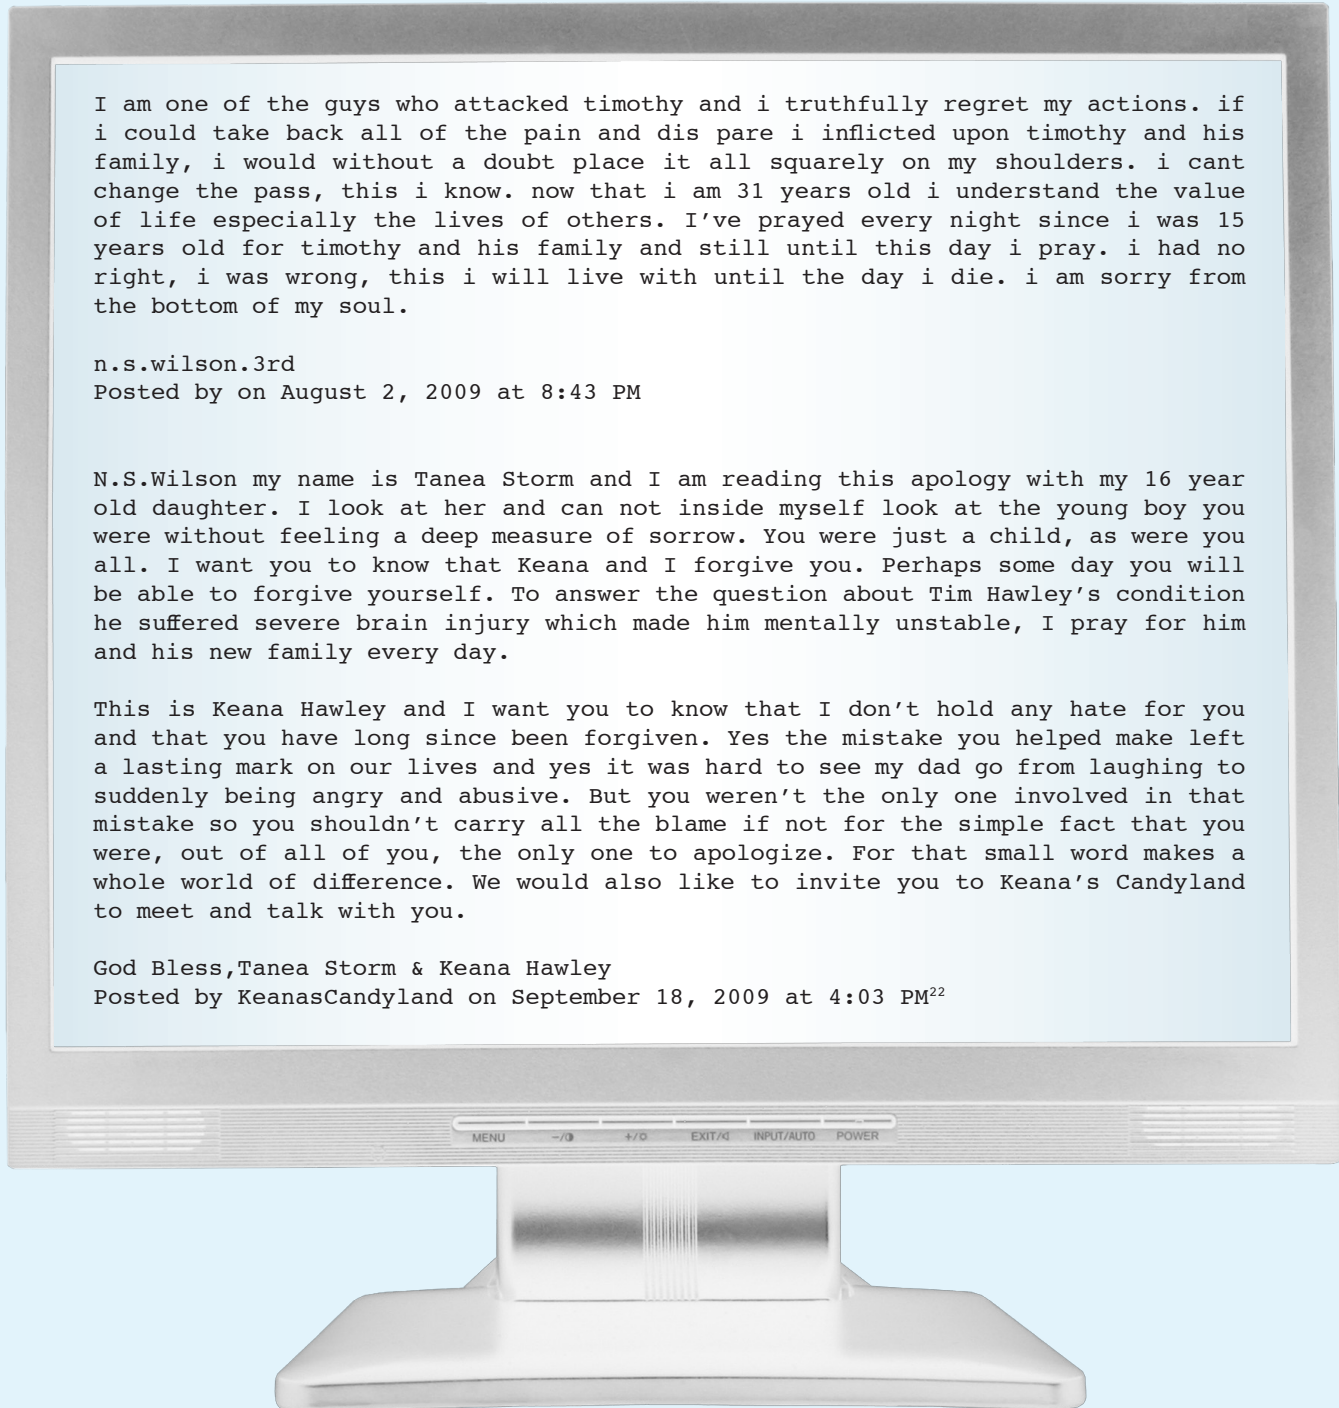 I am one of the guys who attacked timothy and i truthfully regret my actions. if
i could take back all of the pain and dis pare i inflicted upon timothy and his
family, i would without a doubt place it all squarely on my shoulders. i cant
change the pass, this i know. now that i am 31 years old i understand the value
of life especially the lives of others. I've prayed every night since i was 15
years old for timothy and his family and still until this day i pray. i had no
right, i was wrong, this i will live with until the day i die. i am sorry from
the bottom of my soul.
n.s.wilson.3rd
Posted by on August 2, 2009 at 8:43 PM
N.S.Wilson my name is Tanea Storm and I am reading this apology with my 16 year
old daughter. I look at her and can not inside myself look at the young boy you
were without feeling a deep measure of sorrow. You were just a child, as were you
all. I want you to know that Keana and I forgive you. Perhaps some day you will
be able to forgive yourself. To answer the question about Tim Hawley's condition
he suffered severe brain injury which made him mentally unstable, I pray for him
and his new family every day.
This is Keana Hawley and I want you to know that I don't hold any hate for you
and that you have long since been forgiven. Yes the mistake you helped make left
a lasting mark on our lives and yes it was hard to see my dad go from laughing to
suddenly being angry and abusive. But you weren't the only one involved in that
mistake so you shouldn't carry all the blame if not for the simple fact that you
were, out of all of you, the only one to apologize. For that small word makes a
whole world of difference. We would also like to invite you to Keana's Candyland
to meet and talk with you.
God Bless,Tanea Storm & Keana Hawley
Posted by KeanasCandyland on September 18, 2009 at 4:03 PM²²
MENU -/◑ +/☼ EXIT/◁ INPUT/AUTO POWER